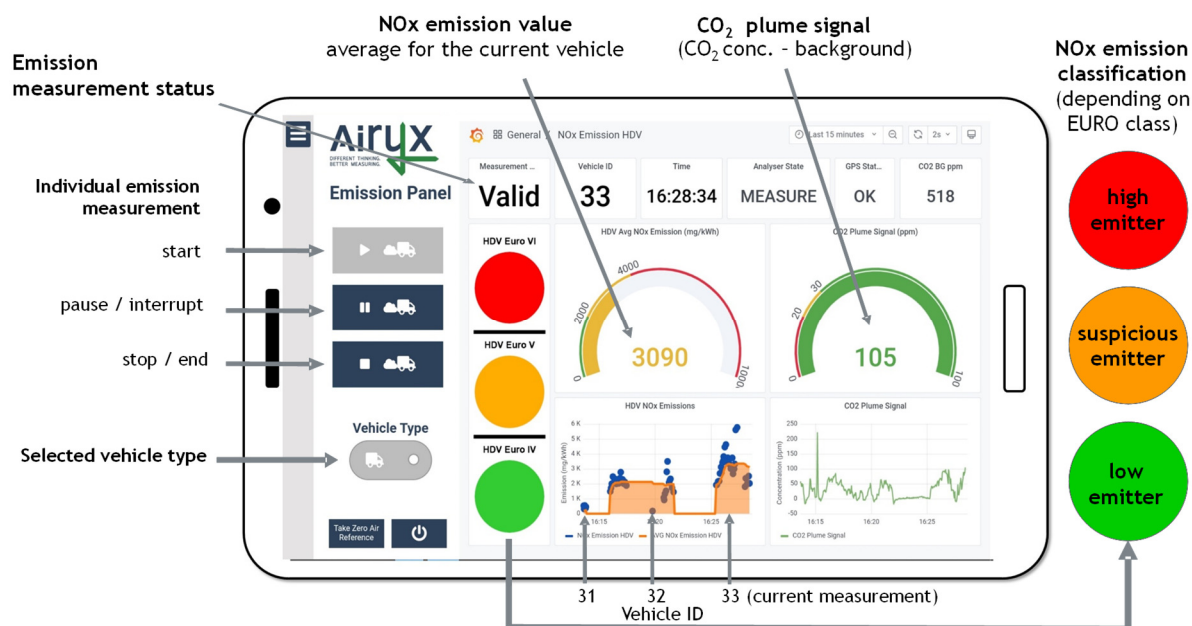 NOx emission value
average for the current vehicle
CO₂ plume signal
(CO₂ conc. - background)
NOx emission
classification
(depending on
EURO class)
Emission
measurement status
Individual emission
measurement
start
pause / interrupt
stop / end
Selected vehicle type
Airyx
DIFFERENT THINKING
BETTER MEASURING
Emission Panel
Vehicle Type
Take Zero Air
Reference
General / NOx Emission HDV
Last 15 minutes
2s
Measurement ...
Valid
Vehicle ID
33
Time
16:28:34
Analyser State
MEASURE
GPS Stat...
OK
CO2 BG ppm
518
HDV Euro VI
HDV Euro V
HDV Euro IV
HDV Avg NOx Emission (mg/kWh)
0
2000
4000
1000
3090
CO2 Plume Signal (ppm)
0
20
30
100
105
HDV NOx Emissions
Emission (mg/kWh)
6 K
5 K
4 K
3 K
2 K
1 K
0
16:15
16:20
16:25
NOx Emission HDV
AVG NOx Emission HDV
CO2 Plume Signal
Concentration (ppm)
250
200
150
100
50
0
-50
16:15
16:20
16:25
CO2 Plume Signal
31
32
33 (current measurement)
Vehicle ID
high
emitter
suspicious
emitter
low
emitter